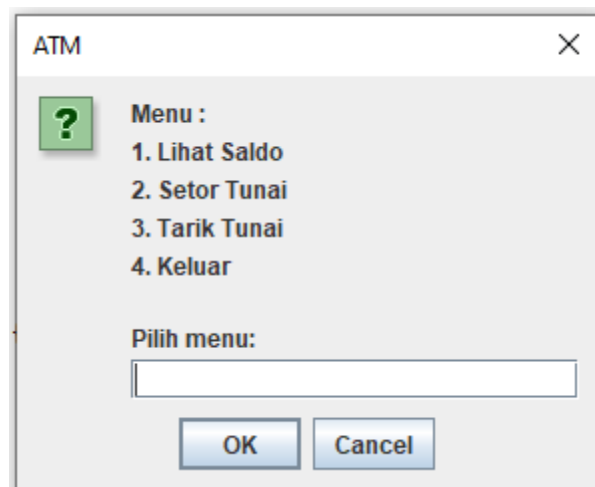 ATM
?
Menu :
1. Lihat Saldo
2. Setor Tunai
3. Tarik Tunai
4. Keluar
Pilih menu:
OK
Cancel